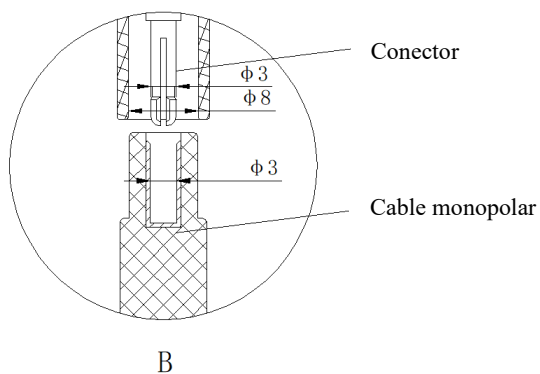 Conector
ϕ3
ϕ8
ϕ3
Cable monopolar
B